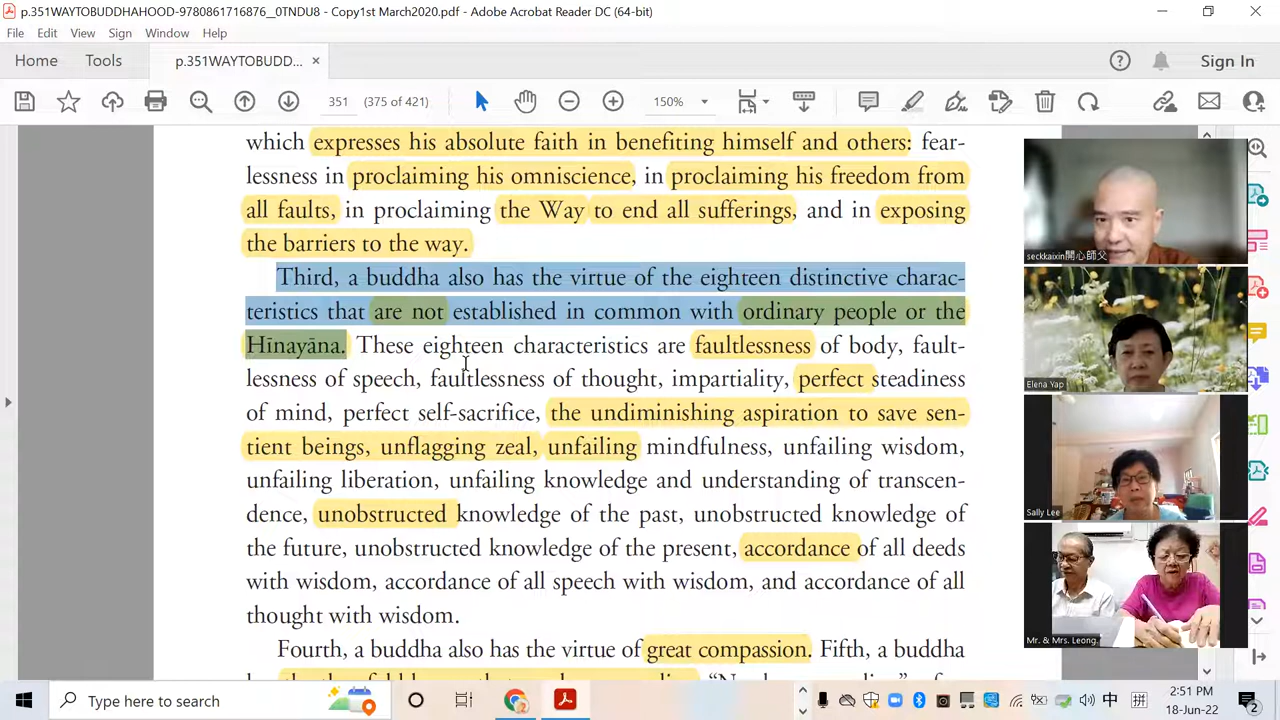 p.351WAYTOBUDDHAHOOD-9780861716876__0TNDU8 - Copy1st March2020.pdf - Adobe Acrobat Reader DC (64-bit)
File Edit View Sign Window Help
Home Tools p.351WAYTOBUDD... × Sign In
351 (375 of 421) 150%
which expresses his absolute faith in benefiting himself and others: fear-
lessness in proclaiming his omniscience, in proclaiming his freedom from
all faults, in proclaiming the Way to end all sufferings, and in exposing
the barriers to the way.
Third, a buddha also has the virtue of the eighteen distinctive charac-
teristics that are not established in common with ordinary people or the
Hīnayāna. These eighteen characteristics are faultlessness of body, fault-
lessness of speech, faultlessness of thought, impartiality, perfect steadiness
of mind, perfect self-sacrifice, the undiminishing aspiration to save sen-
tient beings, unflagging zeal, unfailing mindfulness, unfailing wisdom,
unfailing liberation, unfailing knowledge and understanding of transcen-
dence, unobstructed knowledge of the past, unobstructed knowledge of
the future, unobstructed knowledge of the present, accordance of all deeds
with wisdom, accordance of all speech with wisdom, and accordance of all
thought with wisdom.
Fourth, a buddha also has the virtue of great compassion. Fifth, a buddha
seckkaixin開心師父
Elena Yap
Sally Lee
Mr. & Mrs. Leong.
Type here to search
中 拼
2:51 PM
18-Jun-22
2